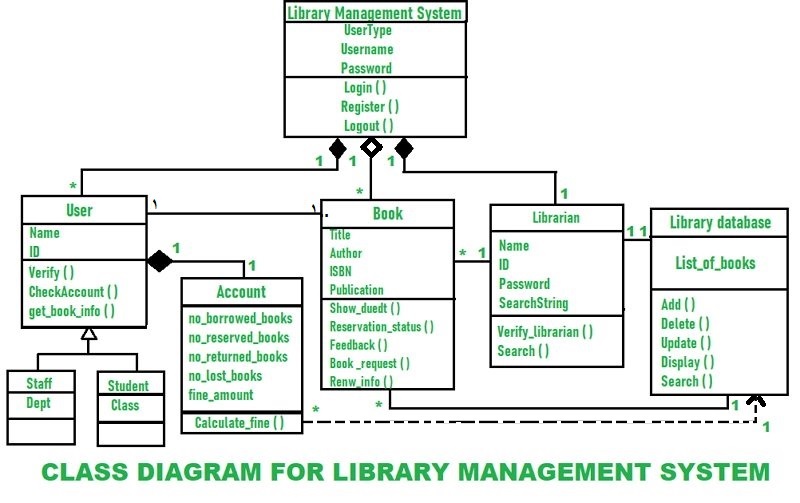 Library Management System
UserType
Username
Password
Login ( )
Register ( )
Logout ( )
1 1 1
* * 1
User
Name
ID
Verify ( )
CheckAccount ( )
get_book_info ( )
1
1
Account
no_borrowed_books
no_reserved_books
no_returned_books
no_lost_books
fine_amount
Calculate_fine ( )
Staff
Dept
Student
Class
Book
Title
Author
ISBN
Publication
Show_duedt ( )
Reservation_status ( )
Feedback ( )
Book _request ( )
Renw_info ( )
* 1
Librarian
Name
ID
Password
SearchString
Verify_librarian ( )
Search ( )
1 1
Library database
List_of_books
Add ( )
Delete ( )
Update ( )
Display ( )
Search ( )
* 1
* 1
CLASS DIAGRAM FOR LIBRARY MANAGEMENT SYSTEM